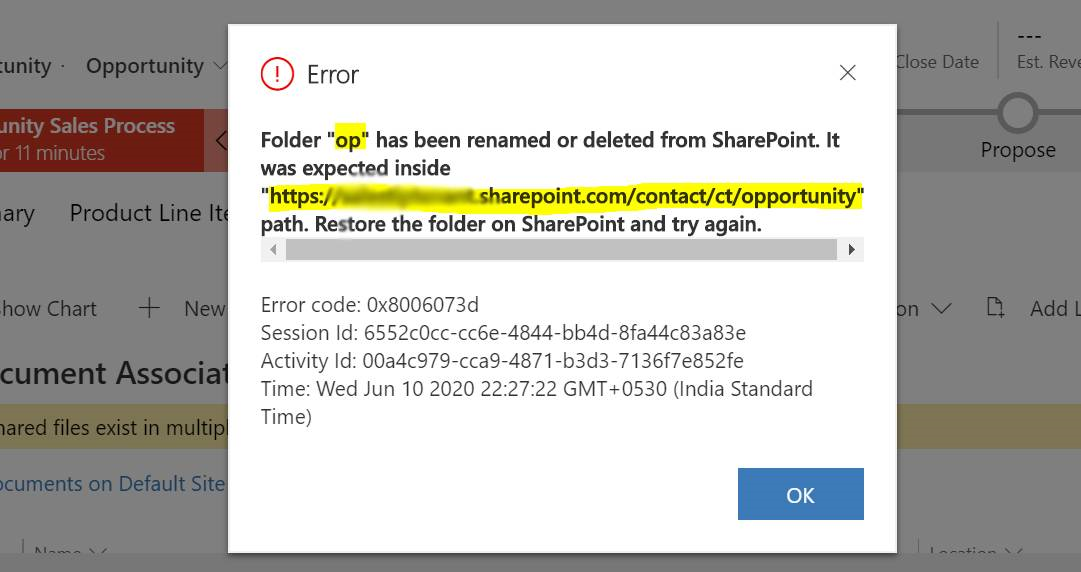 tunity · Opportunity
---
Close Date Est. Reve
unity Sales Process
or 11 minutes
Propose
ary Product Line Ite
Show Chart + New
on Add L
ocument Associat
hared files exist in multipl
ocuments on Default Site
Name
Location
! Error
Folder "op" has been renamed or deleted from SharePoint. It
was expected inside
"https://.sharepoint.com/contact/ct/opportunity"
path. Restore the folder on SharePoint and try again.
Error code: 0x8006073d
Session Id: 6552c0cc-cc6e-4844-bb4d-8fa44c83a83e
Activity Id: 00a4c979-cca9-4871-b3d3-7136f7e852fe
Time: Wed Jun 10 2020 22:27:22 GMT+0530 (India Standard
Time)
OK